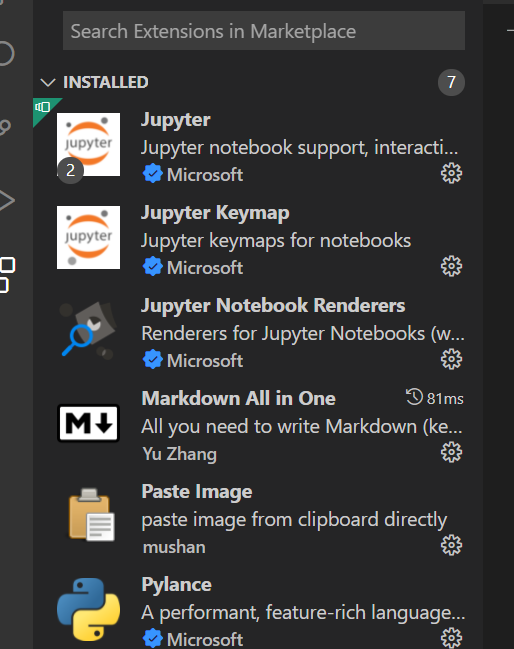 Search Extensions in Marketplace
INSTALLED 7
Jupyter
jupyter
2
Jupyter notebook support, interacti...
Microsoft
Jupyter Keymap
jupyter
Jupyter keymaps for notebooks
Microsoft
Jupyter Notebook Renderers
Renderers for Jupyter Notebooks (w...
Microsoft
Markdown All in One 81ms
M
All you need to write Markdown (ke...
Yu Zhang
Paste Image
paste image from clipboard directly
mushan
Pylance
A performant, feature-rich language...
Microsoft